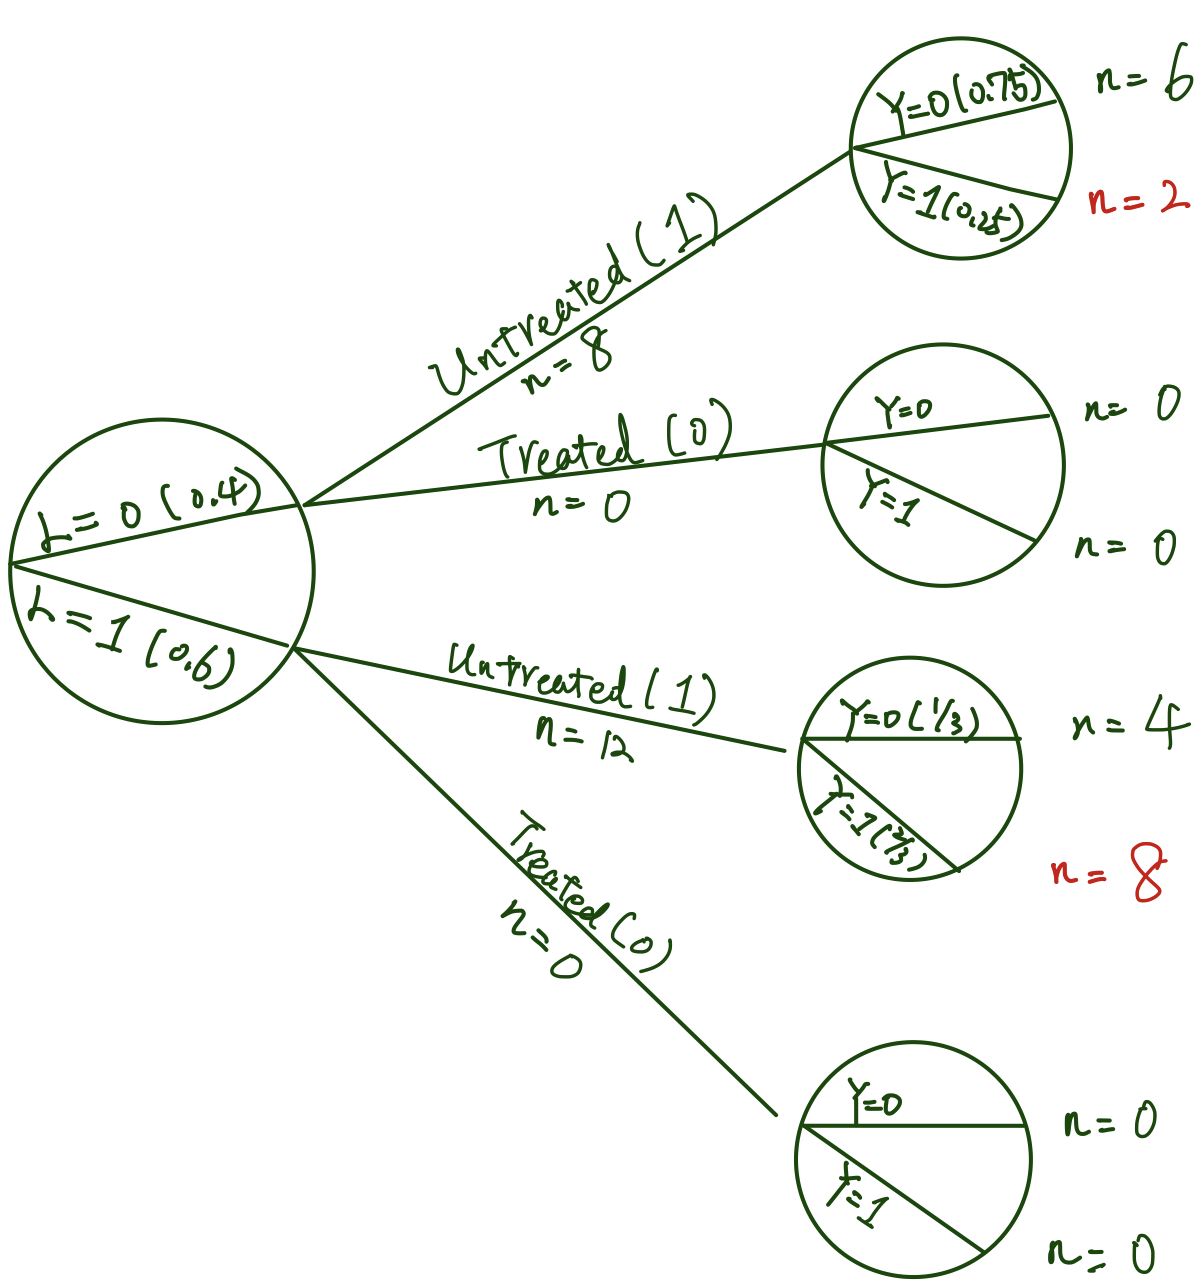 Y=0 (0.75)
n = 6
Y=1 (0.25)
n = 2
Untreated (1)
n = 8
Y=0
n = 0
Treated (0)
n = 0
Y=1
n = 0
L=0 (0.4)
L=1 (0.6)
Untreated (1)
n = 12
Y=0 (1/3)
n = 4
Y=1 (2/3)
n = 8
Treated (0)
n = 0
Y=0
n = 0
Y=1
n = 0